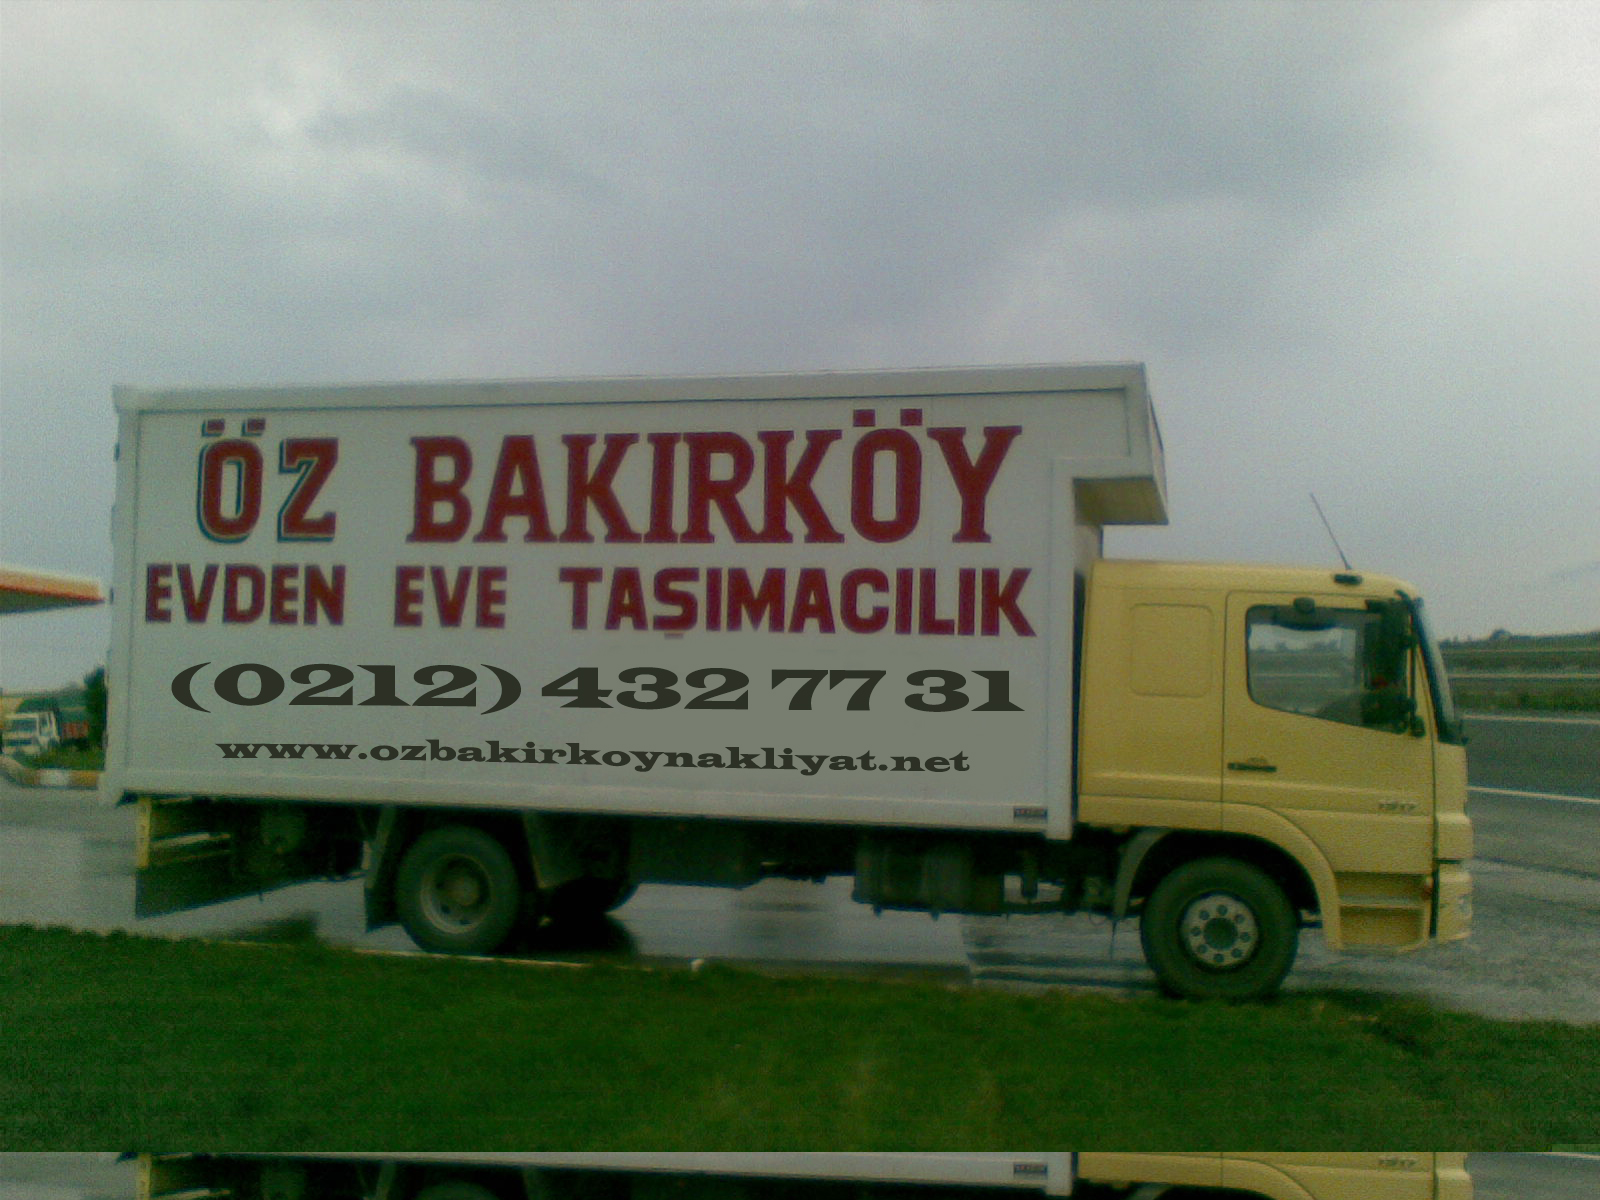 ÖZ BAKIRKÖY
EVDEN EVE TAŞIMACILIK
(0212) 432 77 31
www.ozbakirkoynakliyat.net